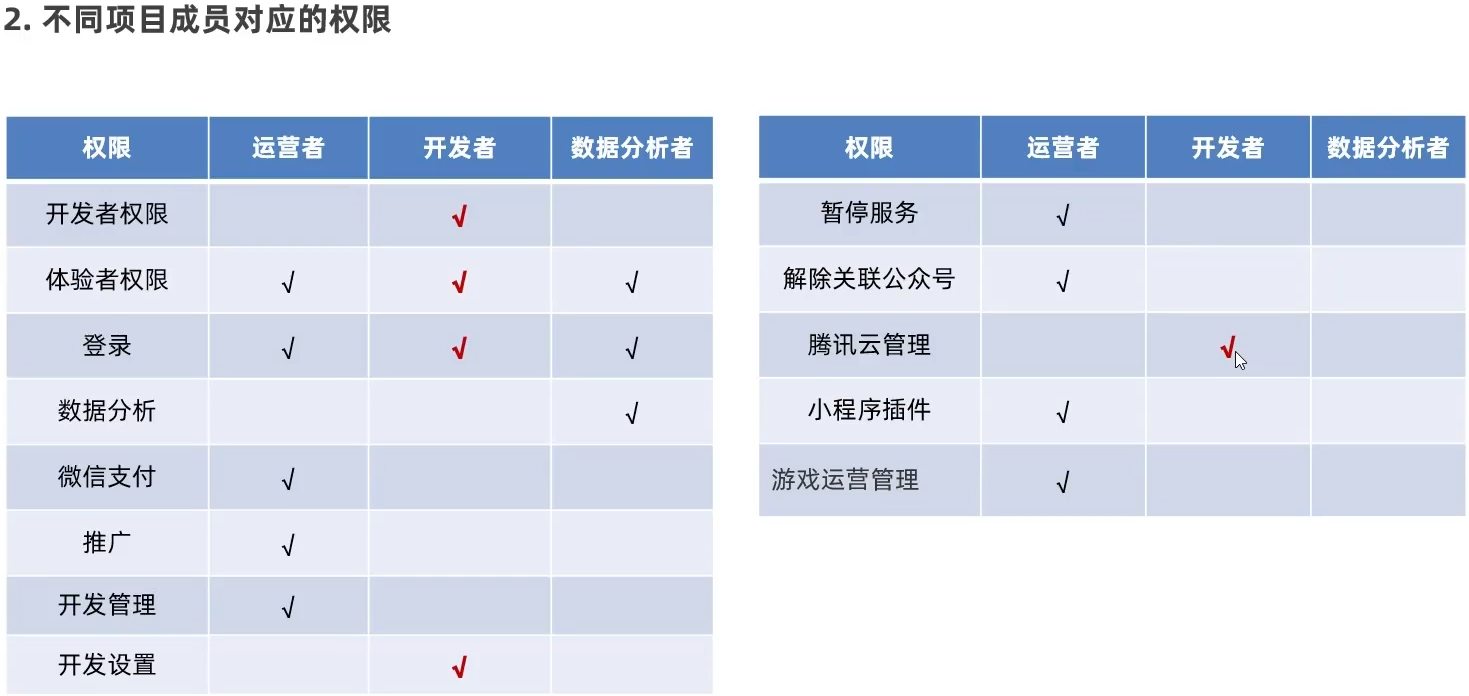 2. 不同项目成员对应的权限
权限 运营者 开发者 数据分析者
开发者权限 √
体验者权限 √ √ √
登录 √ √ √
数据分析 √
微信支付 √
推广 √
开发管理 √
开发设置 √
权限 运营者 开发者 数据分析者
暂停服务 √
解除关联公众号 √
腾讯云管理 √
小程序插件 √
游戏运营管理 √